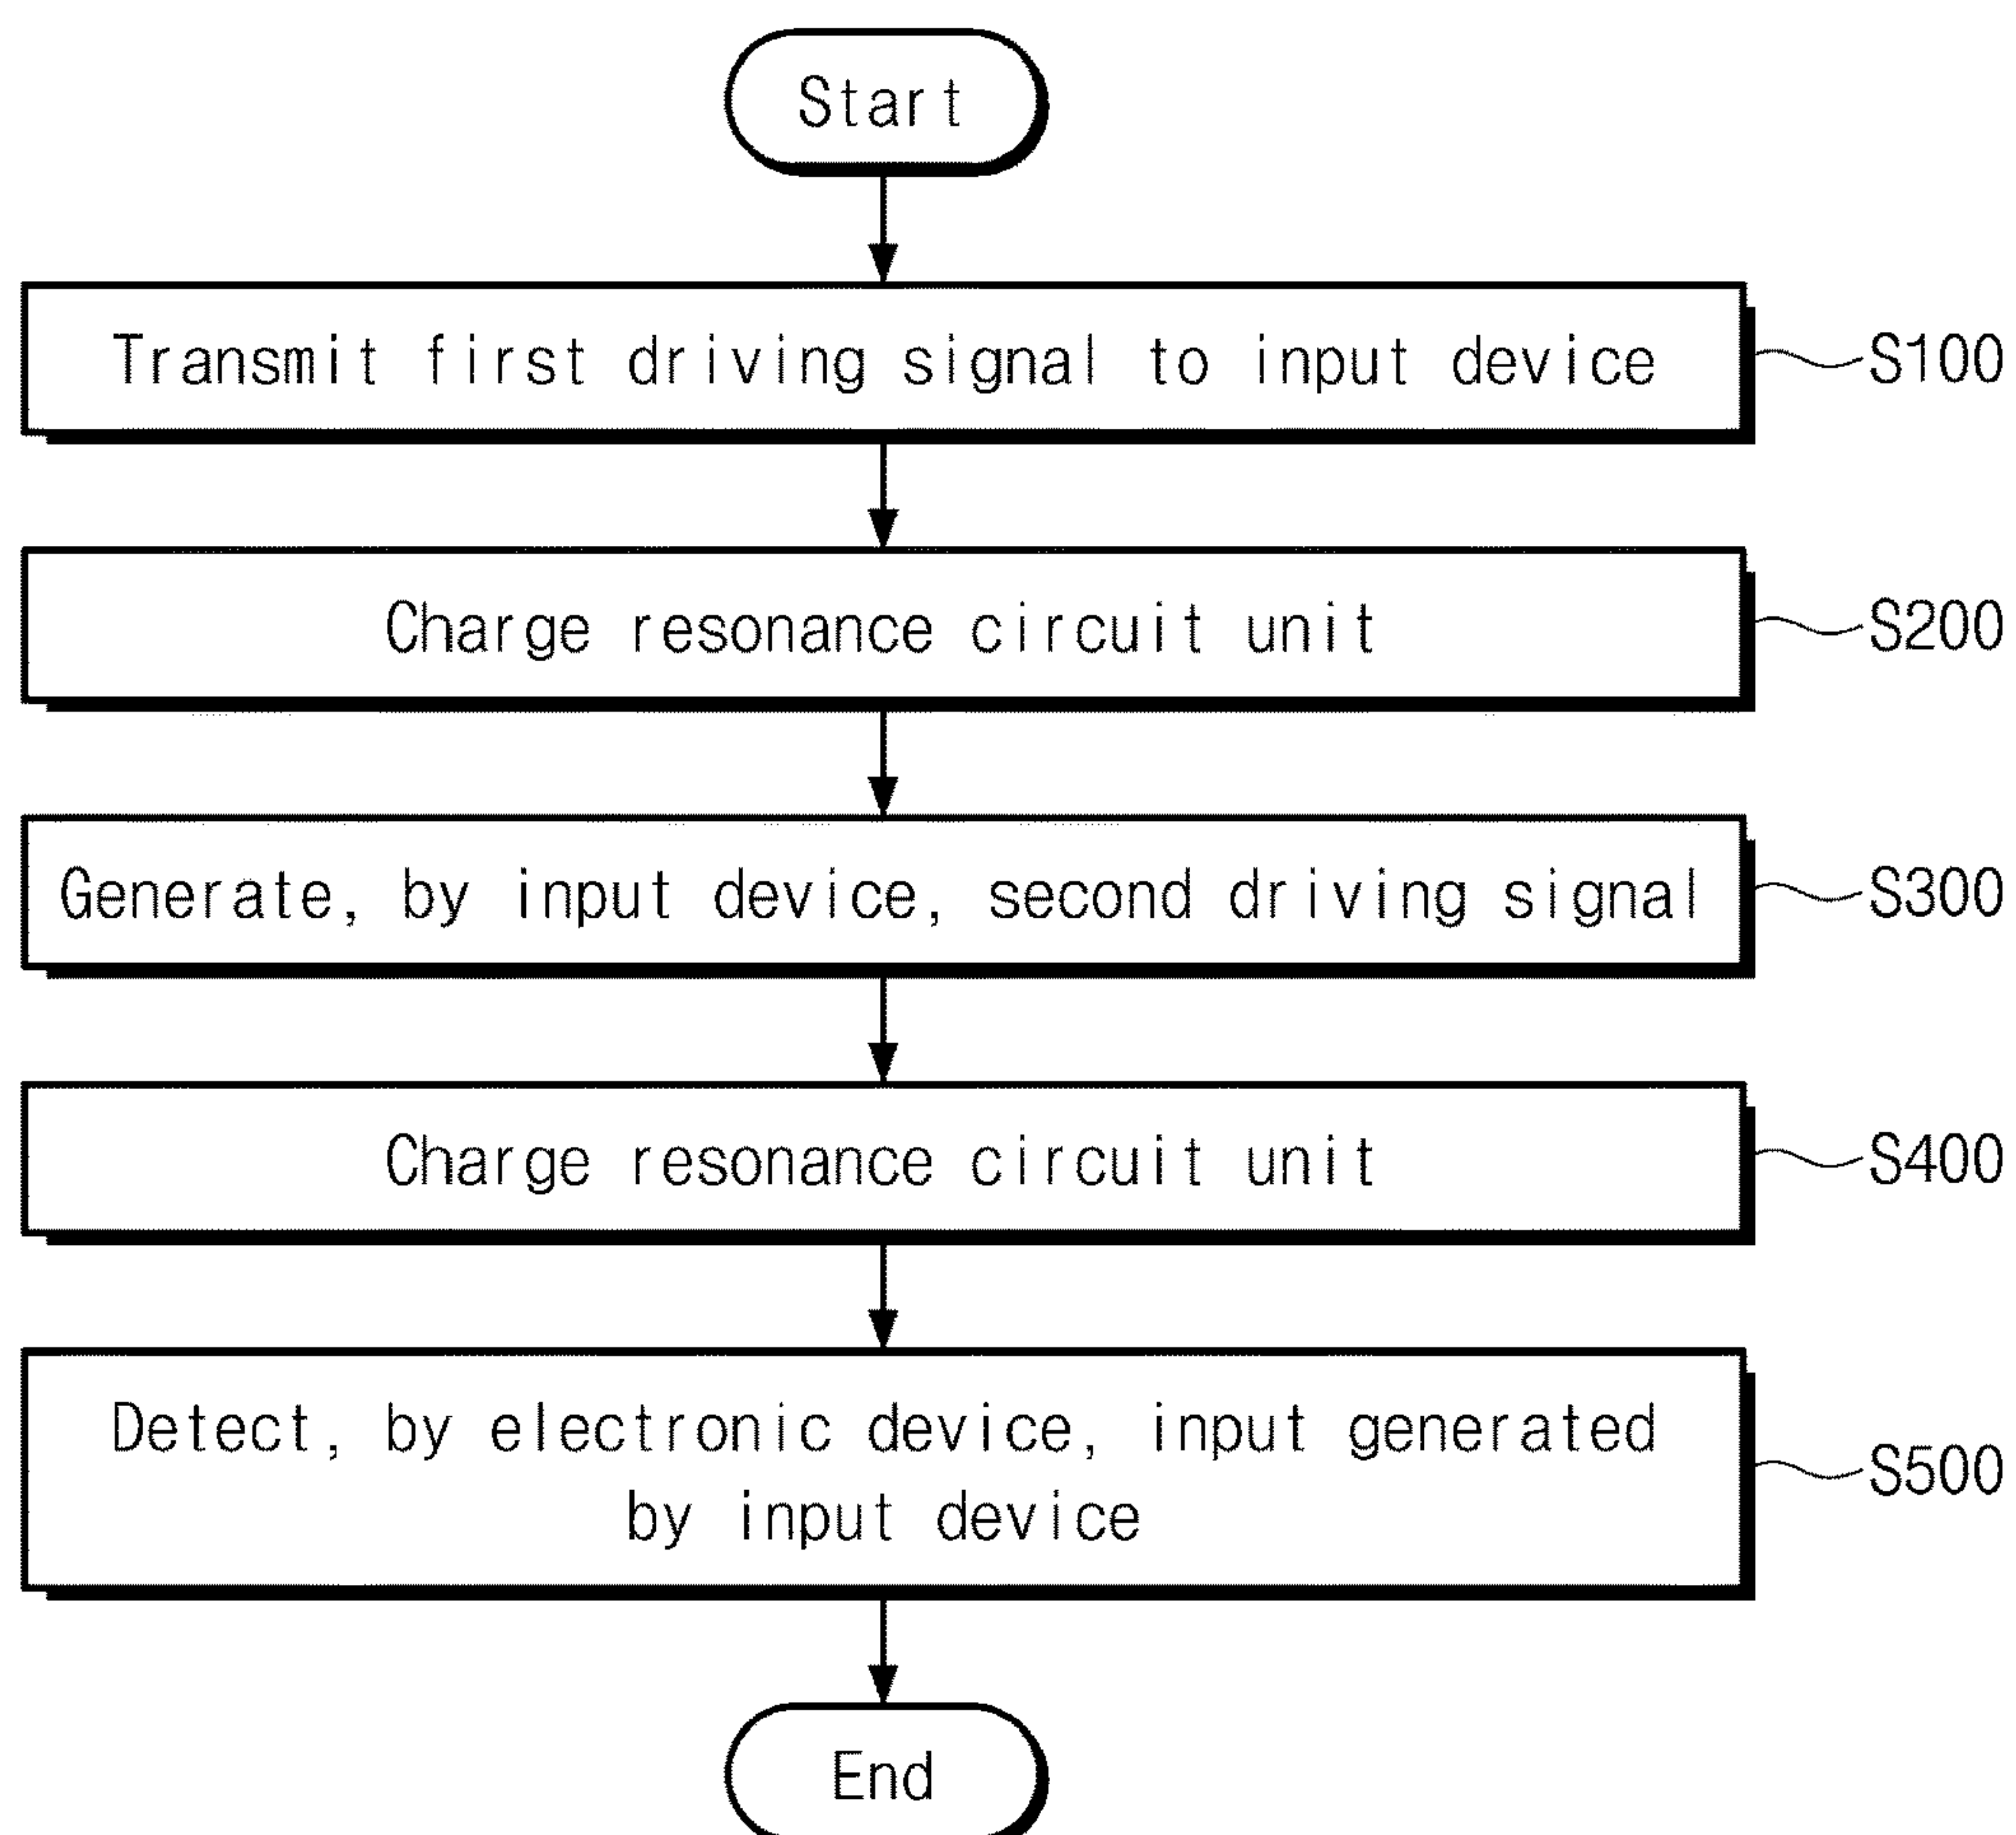 Start
Transmit first driving signal to input device
S100
Charge resonance circuit unit
S200
Generate, by input device, second driving signal
S300
Charge resonance circuit unit
S400
Detect, by electronic device, input generated
by input device
S500
End